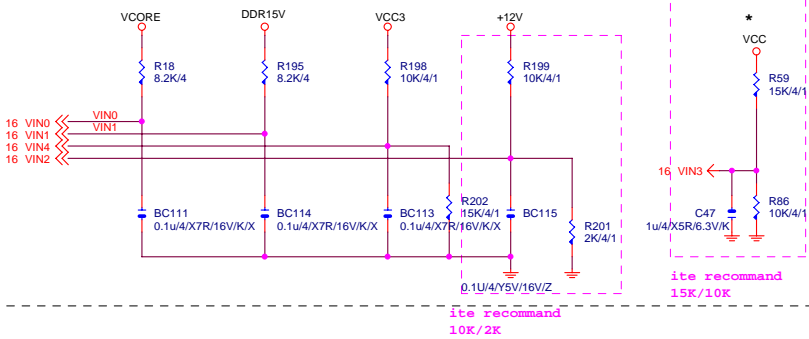 VCORE
DDR15V
VCC3
+12V
*
VCC
R18
8.2K/4
R195
8.2K/4
R198
10K/4/1
R199
10K/4/1
R59
15K/4/1
16 VIN0
VIN0
16 VIN1
VIN1
16 VIN4
16 VIN2
16 VIN3
BC111
0.1u/4/X7R/16V/K/X
BC114
0.1u/4/X7R/16V/K/X
BC113
0.1u/4/X7R/16V/K/X
R202
15K/4/1
BC115
0.1U/4/Y5V/16V/Z
R201
2K/4/1
C47
1u/4/X5R/6.3V/K
R86
10K/4/1
ite recommand
15K/10K
ite recommand
10K/2K